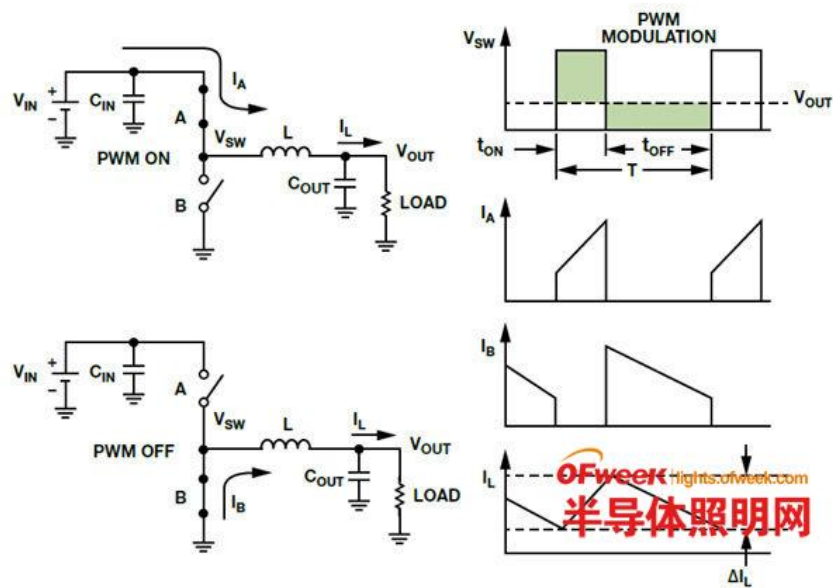 I_A
V_IN
+
−
C_IN
A
PWM ON
V_SW
L
I_L
V_OUT
B
C_OUT
LOAD
V_IN
+
−
C_IN
A
V_SW
L
I_L
V_OUT
PWM OFF
B
I_B
C_OUT
LOAD
PWM
MODULATION
V_SW
V_OUT
t_ON
t_OFF
T
I_A
I_B
I_L
OFweek lights.ofweek.com
半导体照明网
ΔI_L